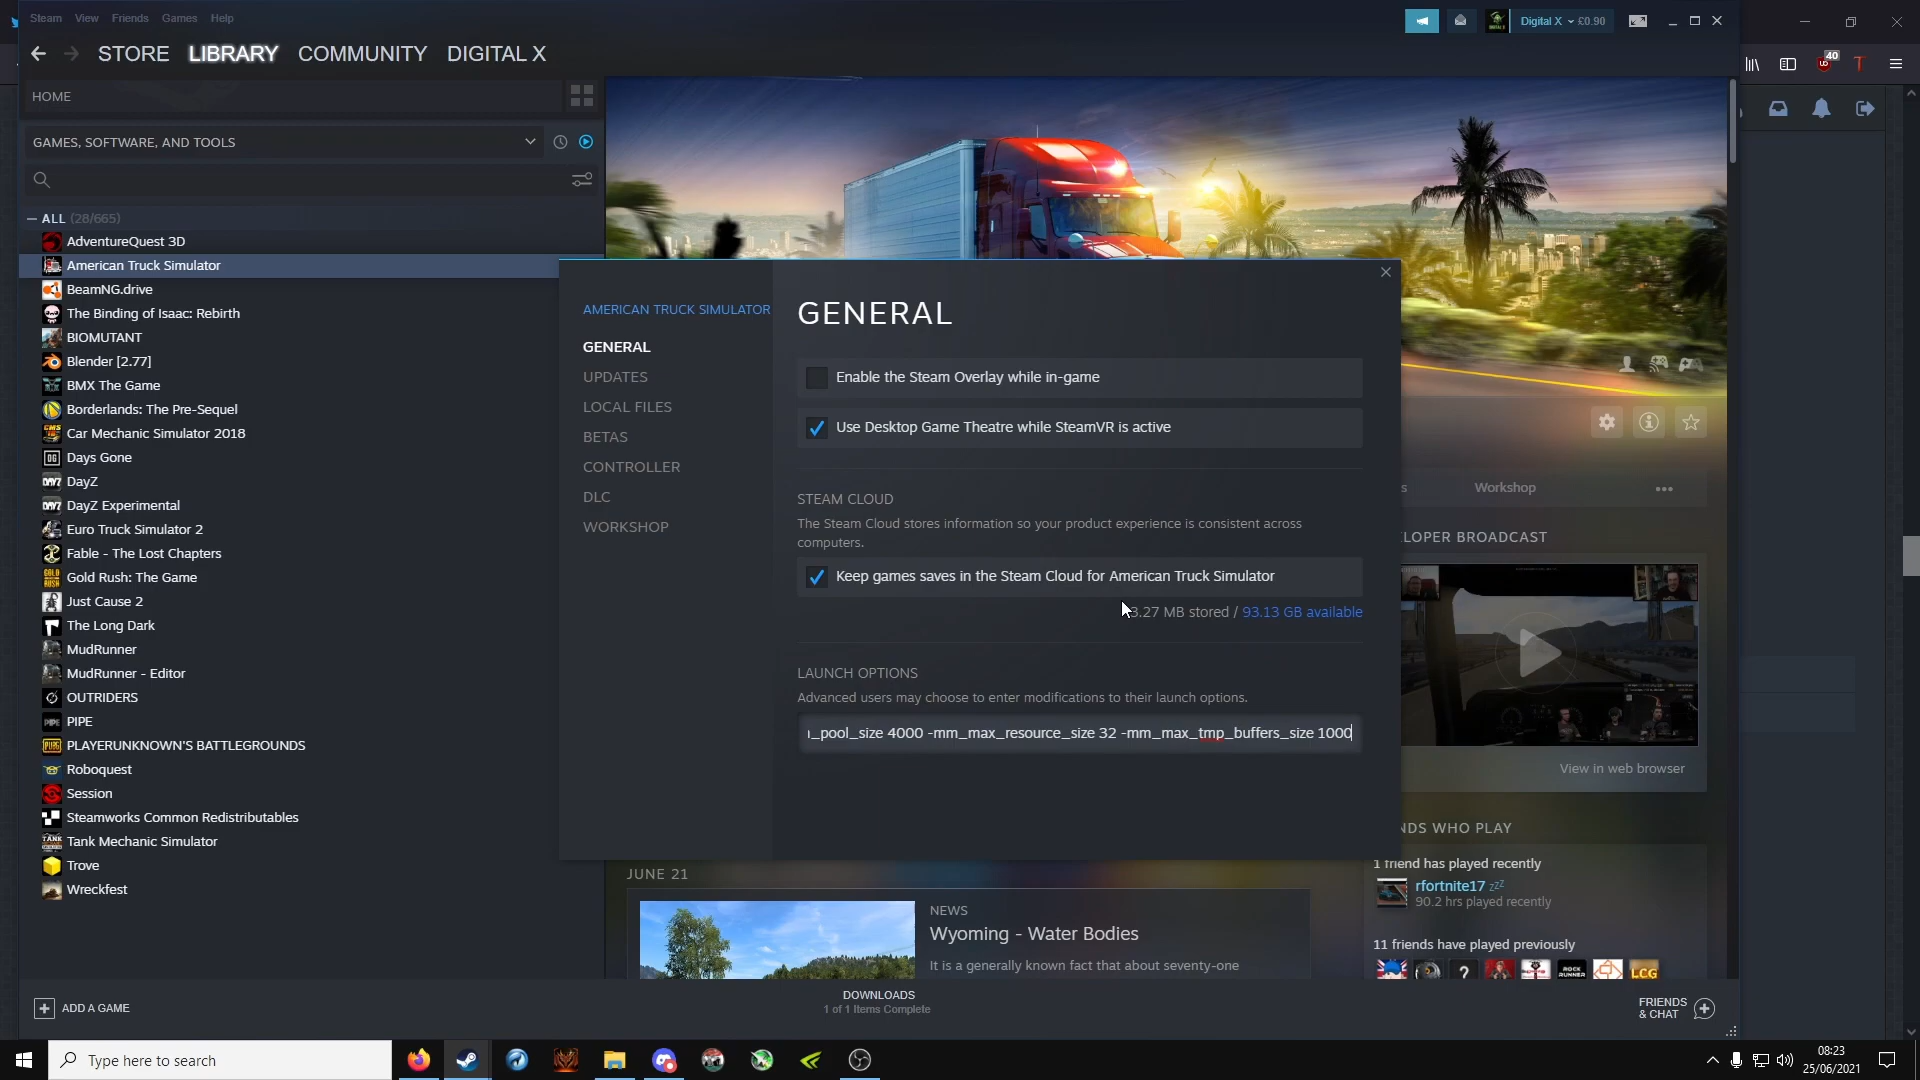 Steam View Friends Games Help
Digital X £0.90
40
STORE LIBRARY COMMUNITY DIGITAL X
HOME
GAMES, SOFTWARE, AND TOOLS
— ALL (28/665)
AdventureQuest 3D
American Truck Simulator
BeamNG.drive
The Binding of Isaac: Rebirth
BIOMUTANT
Blender [2.77]
BMX The Game
Borderlands: The Pre-Sequel
Car Mechanic Simulator 2018
Days Gone
DayZ
DayZ Experimental
Euro Truck Simulator 2
Fable - The Lost Chapters
Gold Rush: The Game
Just Cause 2
The Long Dark
MudRunner
MudRunner - Editor
OUTRIDERS
PIPE
PLAYERUNKNOWN'S BATTLEGROUNDS
Roboquest
Session
Steamworks Common Redistributables
Tank Mechanic Simulator
Trove
Wreckfest
AMERICAN TRUCK SIMULATOR
GENERAL
UPDATES
LOCAL FILES
BETAS
CONTROLLER
DLC
WORKSHOP
GENERAL
Enable the Steam Overlay while in-game
Use Desktop Game Theatre while SteamVR is active
STEAM CLOUD
The Steam Cloud stores information so your product experience is consistent across
computers.
Keep games saves in the Steam Cloud for American Truck Simulator
3.27 MB stored / 93.13 GB available
LAUNCH OPTIONS
Advanced users may choose to enter modifications to their launch options.
_pool_size 4000 -mm_max_resource_size 32 -mm_max_tmp_buffers_size 1000
s Workshop
LOPER BROADCAST
View in web browser
NDS WHO PLAY
1 friend has played recently
rfortnite17 zzz
90.2 hrs played recently
11 friends have played previously
? ROCK RUNNER LCG
JUNE 21
NEWS
Wyoming - Water Bodies
It is a generally known fact that about seventy-one
ADD A GAME
DOWNLOADS
1 of 1 Items Complete
FRIENDS
& CHAT
Type here to search
08:23
25/06/2021